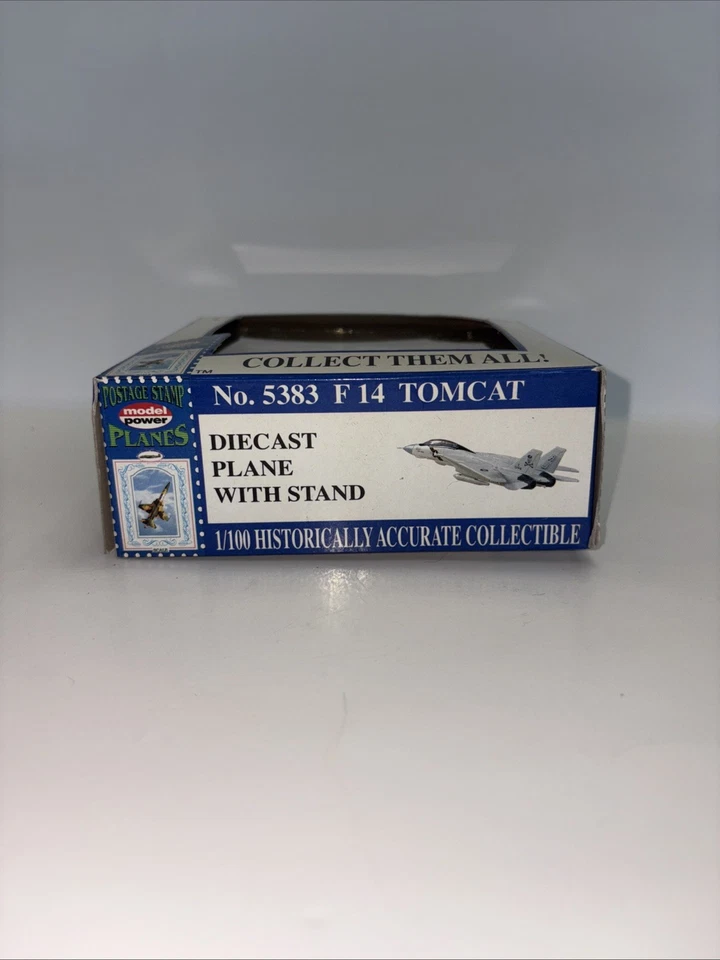 COLLECT THEM ALL!
TM
POSTAGE STAMP
model
power
PLANES
No. 5383 F 14 TOMCAT
DIECAST
PLANE
WITH STAND
1/100 HISTORICALLY ACCURATE COLLECTIBLE